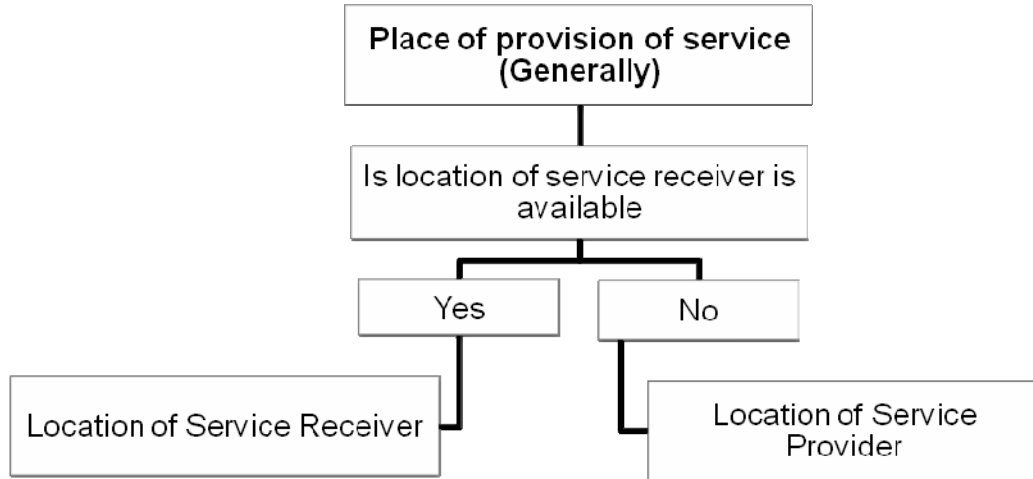 Place of provision of service
(Generally)
Is location of service receiver is
available
Yes
No
Location of Service Receiver
Location of Service
Provider